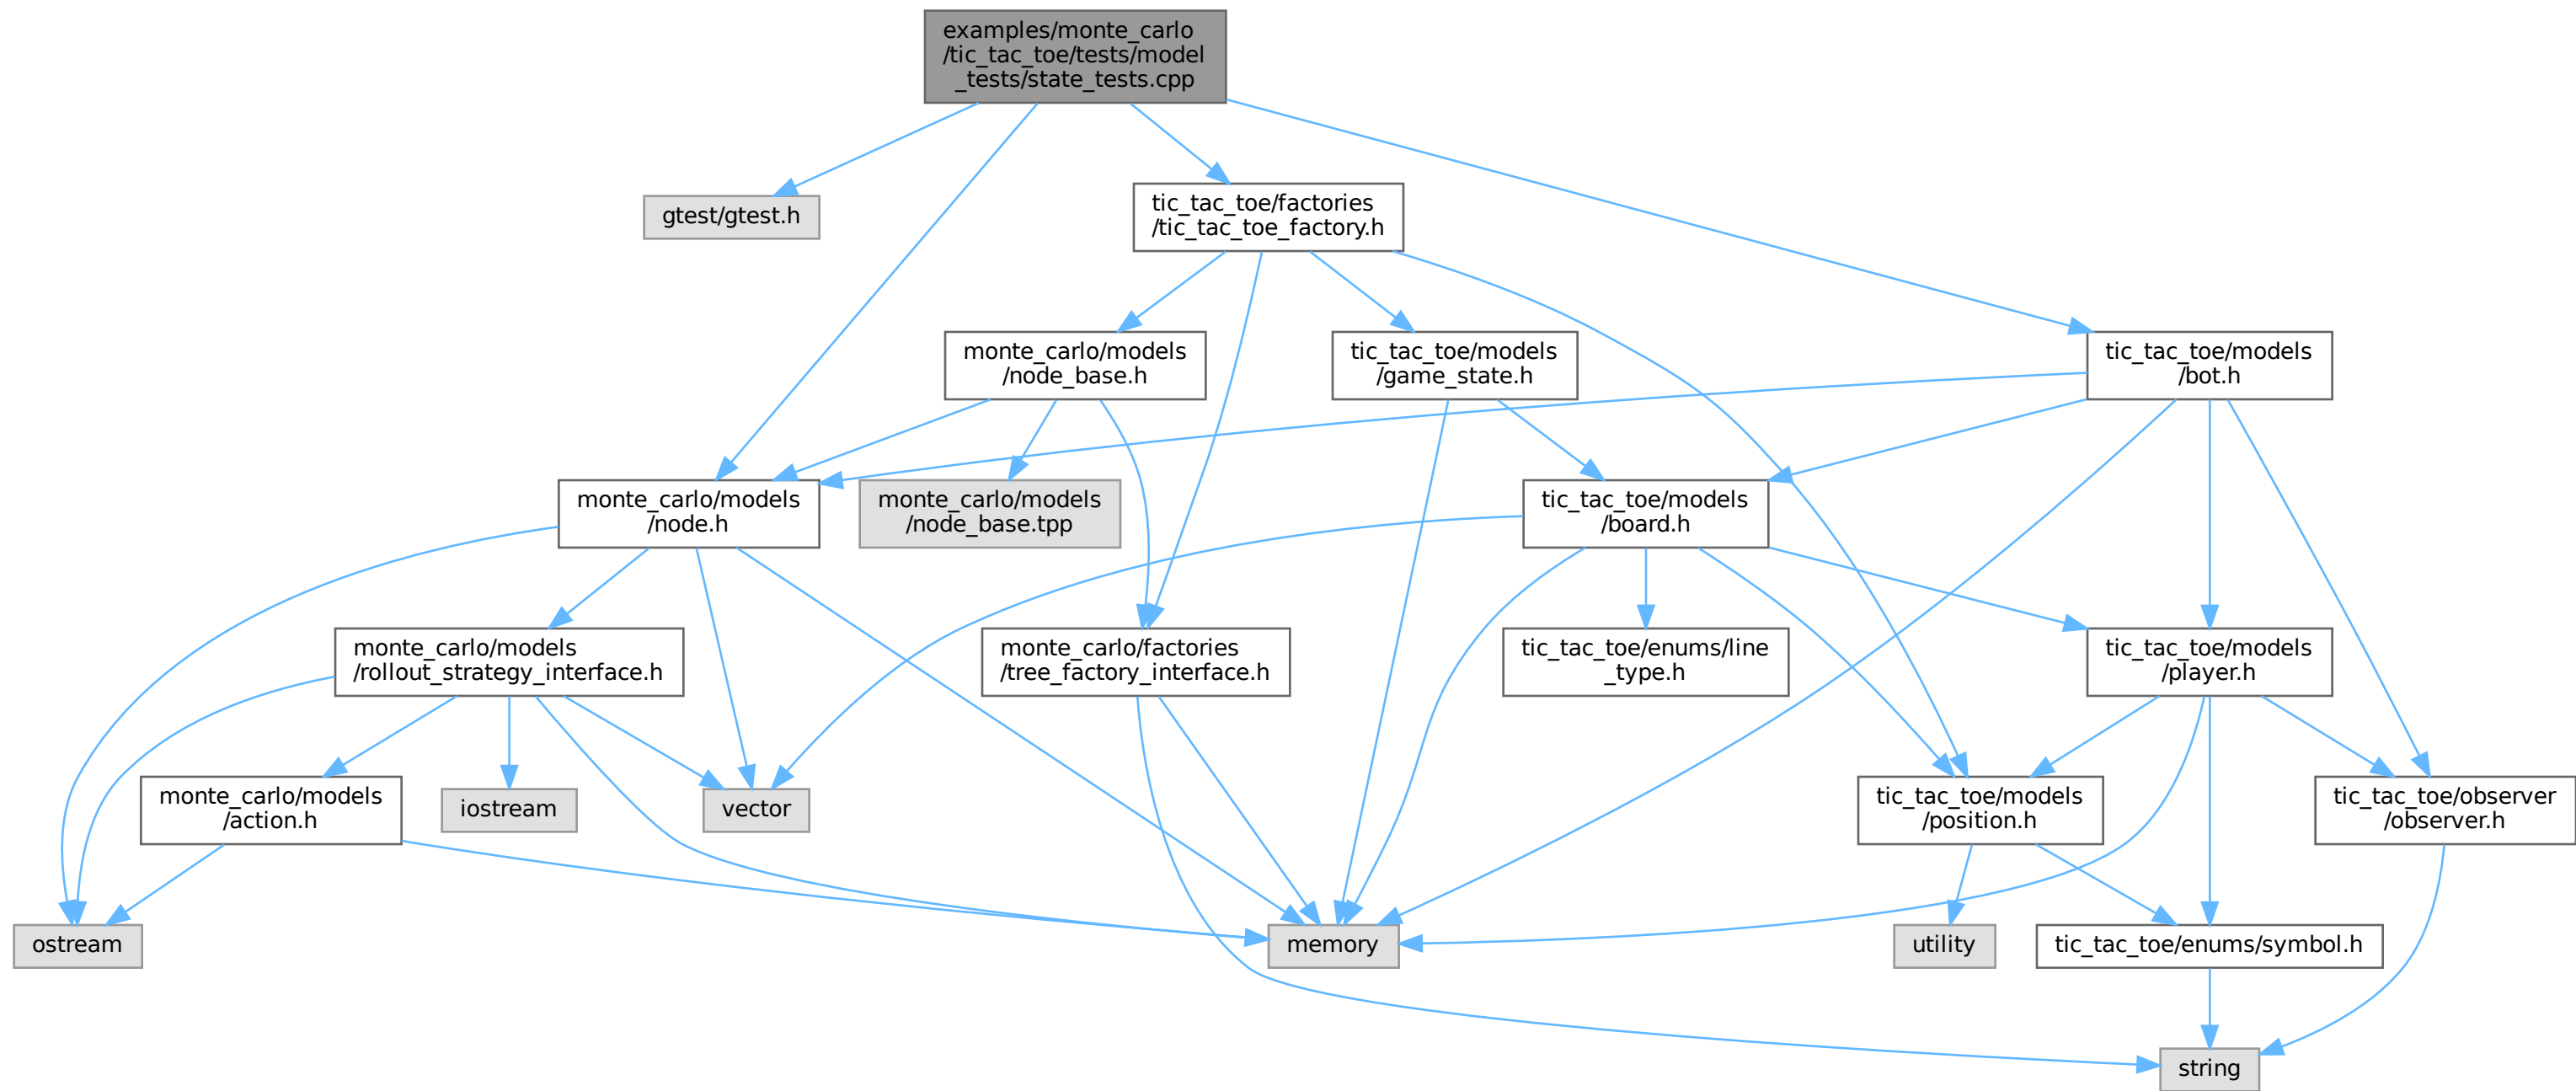 examples/monte_carlo
/tic_tac_toe/tests/model
_tests/state_tests.cpp
gtest/gtest.h
tic_tac_toe/factories
/tic_tac_toe_factory.h
monte_carlo/models
/node_base.h
tic_tac_toe/models
/game_state.h
tic_tac_toe/models
/bot.h
monte_carlo/models
/node.h
monte_carlo/models
/node_base.tpp
tic_tac_toe/models
/board.h
monte_carlo/models
/rollout_strategy_interface.h
monte_carlo/factories
/tree_factory_interface.h
tic_tac_toe/enums/line
_type.h
tic_tac_toe/models
/player.h
monte_carlo/models
/action.h
iostream
vector
tic_tac_toe/models
/position.h
tic_tac_toe/observer
/observer.h
ostream
memory
utility
tic_tac_toe/enums/symbol.h
string